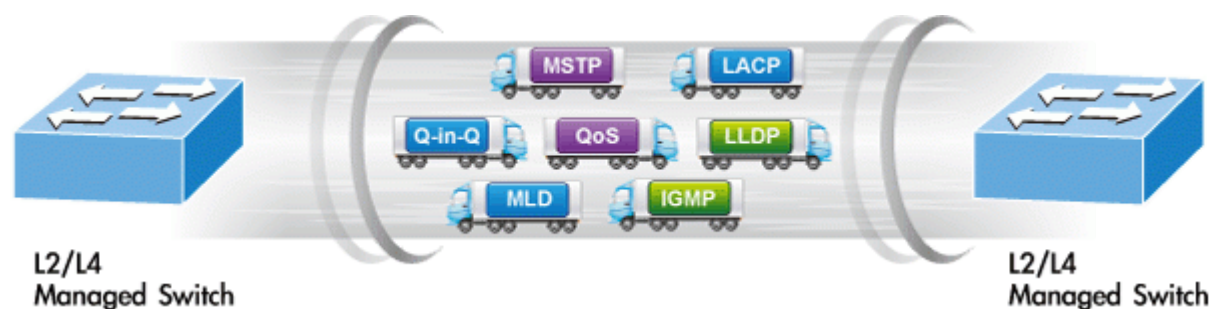 MSTP
LACP
Q-in-Q
QoS
LLDP
MLD
IGMP
L2/L4
Managed Switch
L2/L4
Managed Switch